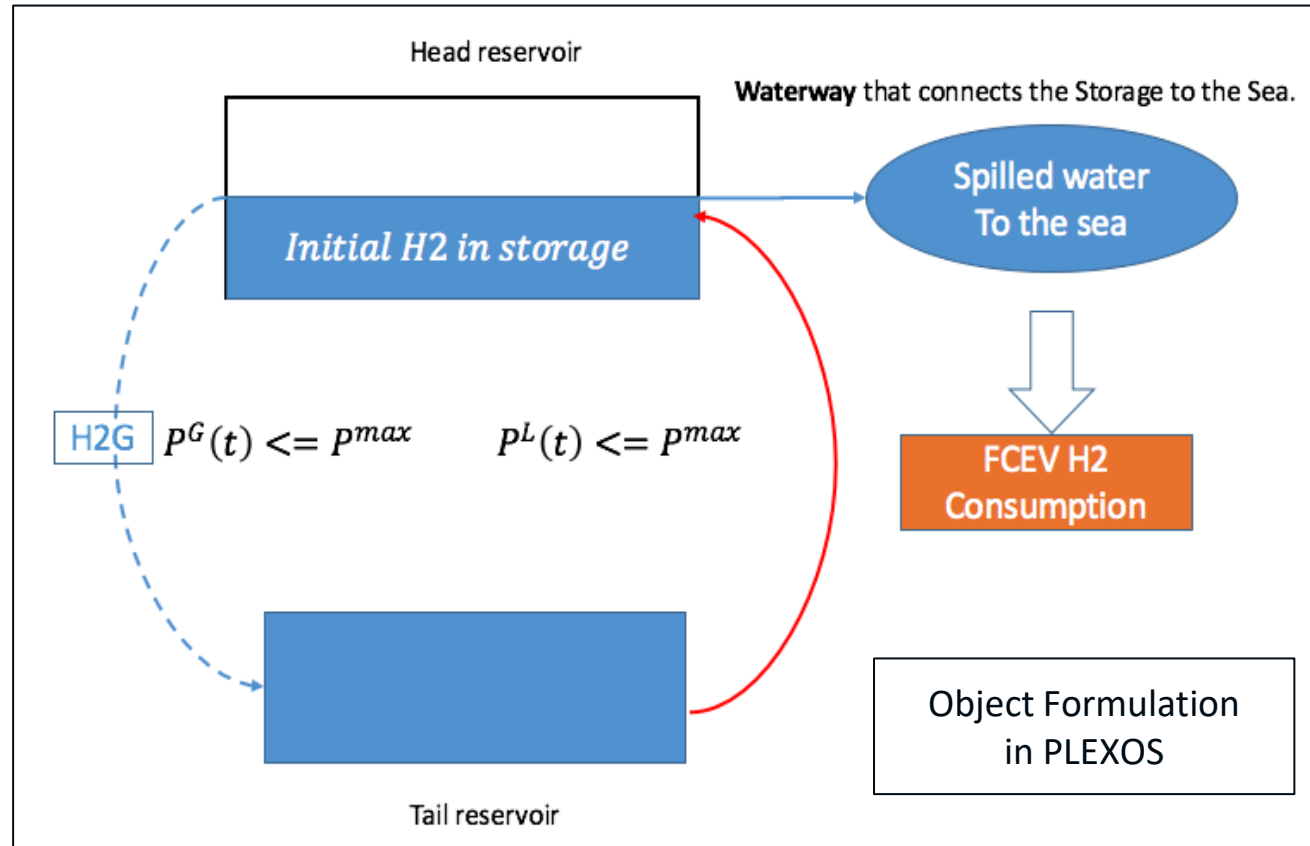 Head reservoir
Waterway that connects the Storage to the Sea.
Spilled water
To the sea
Initial H2 in storage
H2G
P^G(t) <= P^max
P^L(t) <= P^max
FCEV H2
Consumption
Object Formulation
in PLEXOS
Tail reservoir